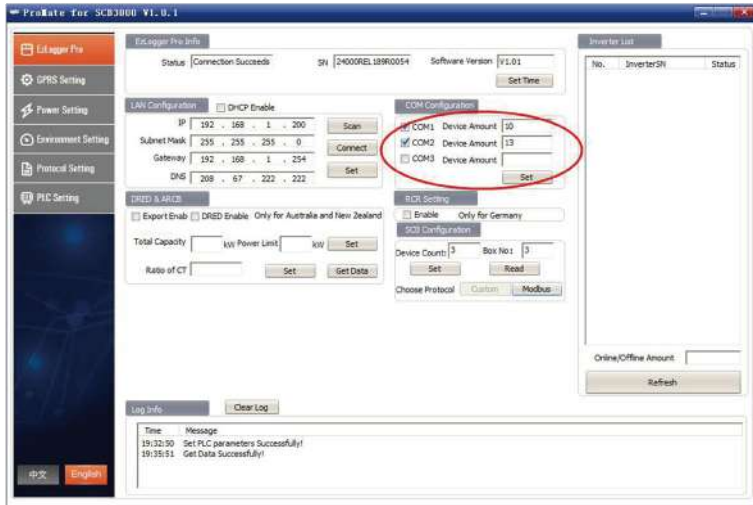 ProMate for SCB3000 V1.0.1
EzLogger Pro
GPRS Setting
Power Setting
Environment Setting
Protocol Setting
PLC Setting
中文
English
EzLogger Pro Info
Status Connection Succeeds SN 24000REL189R0054 Software Version V1.01
Set Time
LAN Configuration DHCP Enable
IP 192 . 168 . 1 . 200 Scan
Subnet Mask 255 . 255 . 255 . 0 Connect
Gateway 192 . 168 . 1 . 254
DNS 208 . 67 . 222 . 222 Set
COM Configuration
COM1 Device Amount 10
COM2 Device Amount 13
COM3 Device Amount
Set
DRED & ARCB
Export Enab DRED Enable Only for Australia and New Zealand
Total Capacity kW Power Limit kW Set
Ratio of CT Set Get Data
RCR Setting
Enable Only for Germany
SCB Configuration
Device Count: 3 Box No: 3
Set Read
Choose Protocol Custom Modbus
Inverter List
No. InverterSN Status
Online/Offline Amount
Refresh
Log Info Clear Log
Time Message
19:32:50 Set PLC parameters Successfully!
19:35:51 Get Data Successfully!